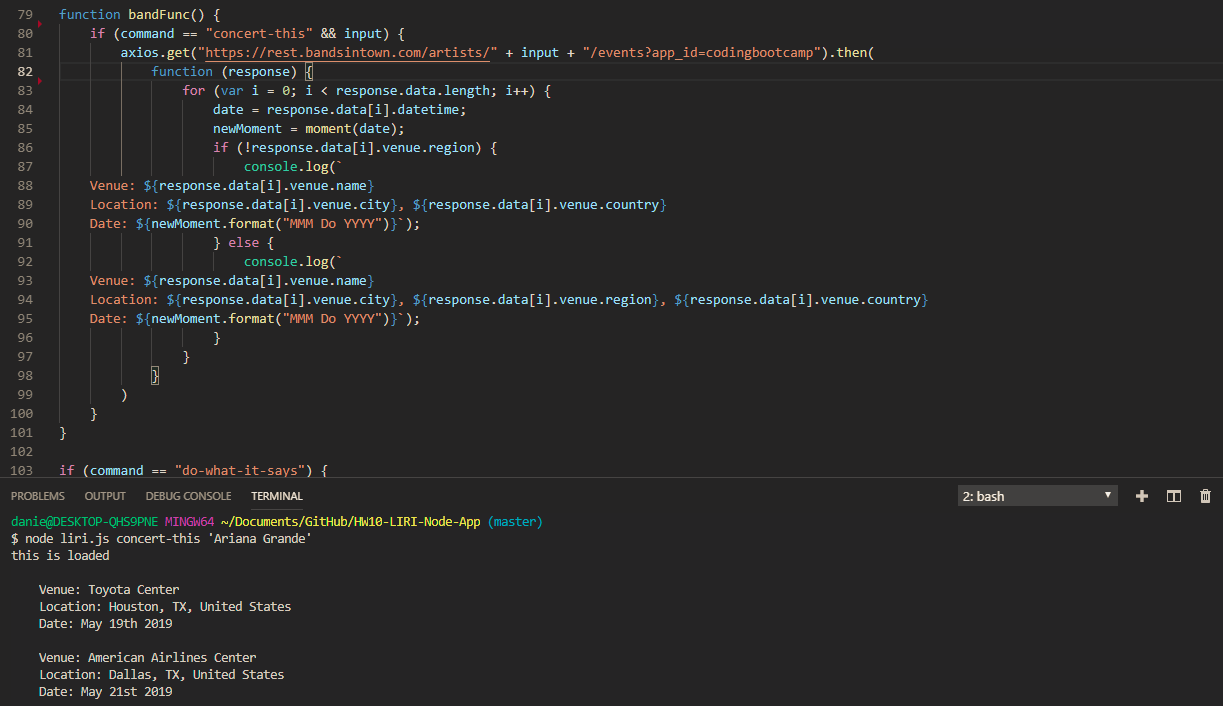 79 function bandFunc() {
80 if (command == "concert-this" && input) {
81 axios.get("https://rest.bandsintown.com/artists/" + input + "/events?app_id=codingbootcamp").then(
82 function (response) {
83 for (var i = 0; i < response.data.length; i++) {
84 date = response.data[i].datetime;
85 newMoment = moment(date);
86 if (!response.data[i].venue.region) {
87 console.log(`
88 Venue: ${response.data[i].venue.name}
89 Location: ${response.data[i].venue.city}, ${response.data[i].venue.country}
90 Date: ${newMoment.format("MMM Do YYYY")}`);
91 } else {
92 console.log(`
93 Venue: ${response.data[i].venue.name}
94 Location: ${response.data[i].venue.city}, ${response.data[i].venue.region}, ${response.data[i].venue.country}
95 Date: ${newMoment.format("MMM Do YYYY")}`);
96 }
97 }
98 }
99 )
100 }
101 }
102
103 if (command == "do-what-it-says") {
PROBLEMS OUTPUT DEBUG CONSOLE TERMINAL 2: bash
danie@DESKTOP-QHS9PNE MINGW64 ~/Documents/GitHub/HW10-LIRI-Node-App (master)
$ node liri.js concert-this 'Ariana Grande'
this is loaded
Venue: Toyota Center
Location: Houston, TX, United States
Date: May 19th 2019
Venue: American Airlines Center
Location: Dallas, TX, United States
Date: May 21st 2019